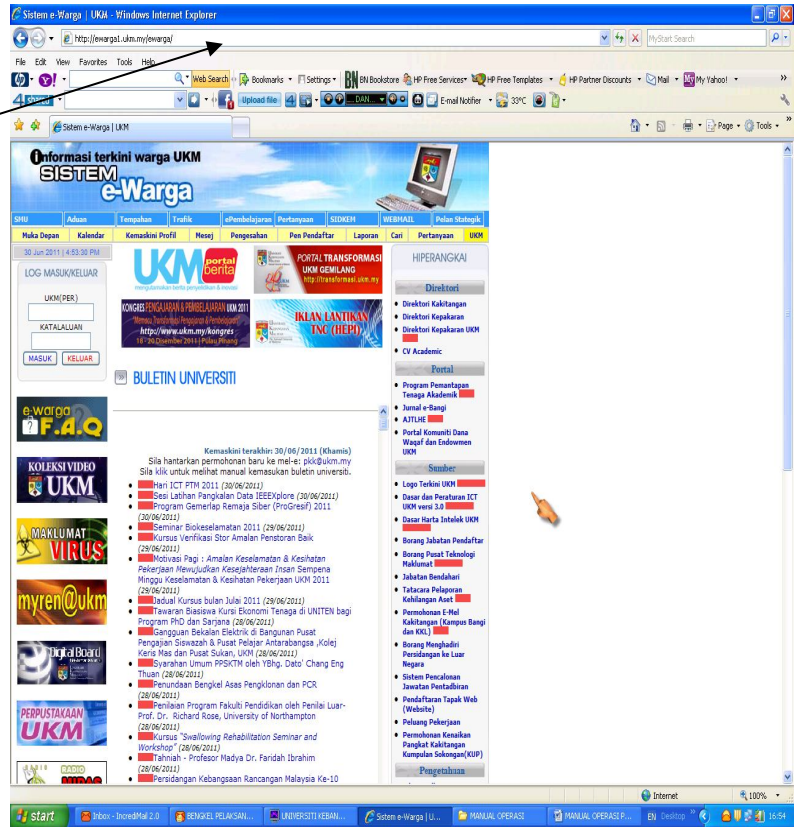 Sistem e-Warga | UKM - Windows Internet Explorer
http://ewarga1.ukm.my/ewarga/
MyStart Search
File Edit View Favorites Tools Help
Web Search
Bookmarks
Settings
BN Bookstore
HP Free Services
HP Free Templates
HP Partner Discounts
Mail
My Yahoo!
4 shared
Upload file
...DAN...
E-mail Notifier
33°C
Sistem e-Warga | UKM
Page
Tools
informasi terkini warga UKM
SISTEM
e-Warga
SMU Aduan Tempahan Trafik ePembelajaran Pertanyaan SIDKEM WEBMAIL Pelan Stategik
Muka Depan Kalendar Kemaskini Profil Mesej Pengesahan Pen Pendaftar Laporan Cari Pertanyaan UKM
30 Jun 2011 | 4:53:30 PM
LOG MASUK/KELUAR
UKM(PER)
KATALALUAN
MASUK KELUAR
e-warga
F.A.Q
KOLEKSI VIDEO
UKM
MAKLUMAT
VIRUS
myren@ukm
Digital Board
PERPUSTAKAAN
UKM
RADIO
UKM portal berita
mengutamakan berita penyelidikan & inovasi
PORTAL TRANSFORMASI
UKM GEMILANG
http://transformasi.ukm.my
KONGRES PENGAJARAN & PEMBELAJARAN UKM 2011
http://www.ukm.my/kongres
18 - 20 Disember 2011 | Pulau Pinang
IKLAN LANTIKAN
TNC (HEPI)
BULETIN UNIVERSITI
Kemaskini terakhir: 30/06/2011 (Khamis)
Sila hantarkan permohonan baru ke mel-e: pkk@ukm.my
Sila klik untuk melihat manual kemasukan buletin universiti.
Hari ICT PTM 2011 (30/06/2011)
Sesi Latihan Pangkalan Data IEEEXplore (30/06/2011)
Program Gemerlap Remaja Siber (ProGresif) 2011
(30/06/2011)
Seminar Biokeselamatan 2011 (29/06/2011)
Kursus Verifikasi Stor Amalan Penstoran Baik
(29/06/2011)
Motivasi Pagi : Amalan Keselamatan & Kesihatan
Pekerjaan Mewujudkan Kesejahteraan Insan Sempena
Minggu Keselamatan & Kesihatan Pekerjaan UKM 2011
(29/06/2011)
Jadual Kursus bulan Julai 2011 (29/06/2011)
Tawaran Biasiswa Kursi Ekonomi Tenaga di UNITEN bagi
Program PhD dan Sarjana (28/06/2011)
Gangguan Bekalan Elektrik di Bangunan Pusat
Pengajian Siswazah & Pusat Pelajar Antarabangsa ,Kolej
Keris Mas dan Pusat Sukan, UKM (28/06/2011)
Syarahan Umum PPSKTM oleh YBhg. Dato' Chang Eng
Thuan (28/06/2011)
Penundaan Bengkel Asas Pengklonan dan PCR
(28/06/2011)
Penilaian Program Fakulti Pendidikan oleh Penilai Luar-
Prof. Dr. Richard Rose, University of Northampton
(28/06/2011)
Kursus "Swallowing Rehabilitation Seminar and
Workshop" (28/06/2011)
Tahniah - Profesor Madya Dr. Faridah Ibrahim
(28/06/2011)
Persidangan Kebangsaan Rancangan Malaysia Ke-10
HIPERANGKAI
Direktori
Direktori Kakitangan
Direktori Kepakaran
Direktori Kepakaran UKM
CV Academic
Portal
Program Pemantapan
Tenaga Akademik
Jurnal e-Bangi
AJTLHE
Portal Komuniti Dana
Waqaf dan Endowmen
UKM
Sumber
Logo Terkini UKM
Dasar dan Peraturan ICT
UKM versi 3.0
Dasar Harta Intelek UKM
Borang Jabatan Pendaftar
Borang Pusat Teknologi
Maklumat
Jabatan Bendahari
Tatacara Pelaporan
Kehilangan Aset
Permohonan E-Mel
Kakitangan (Kampus Bangi
dan KKL)
Borang Menghadiri
Persidangan ke Luar
Negara
Sistem Pencalonan
Jawatan Pentadbiran
Pendaftaran Tapak Web
(Website)
Peluang Pekerjaan
Permohonan Kenaikan
Pangkat Kakitangan
Kumpulan Sokongan(KUP)
Pengetahuan
Internet
100%
start
Inbox - IncrediMail 2.0
BENGKEL PELAKSAN...
UNIVERSITI KEBAN...
Sistem e-Warga | U...
MANUAL OPERASI
MANUAL OPERASI P...
EN Desktop
16:54